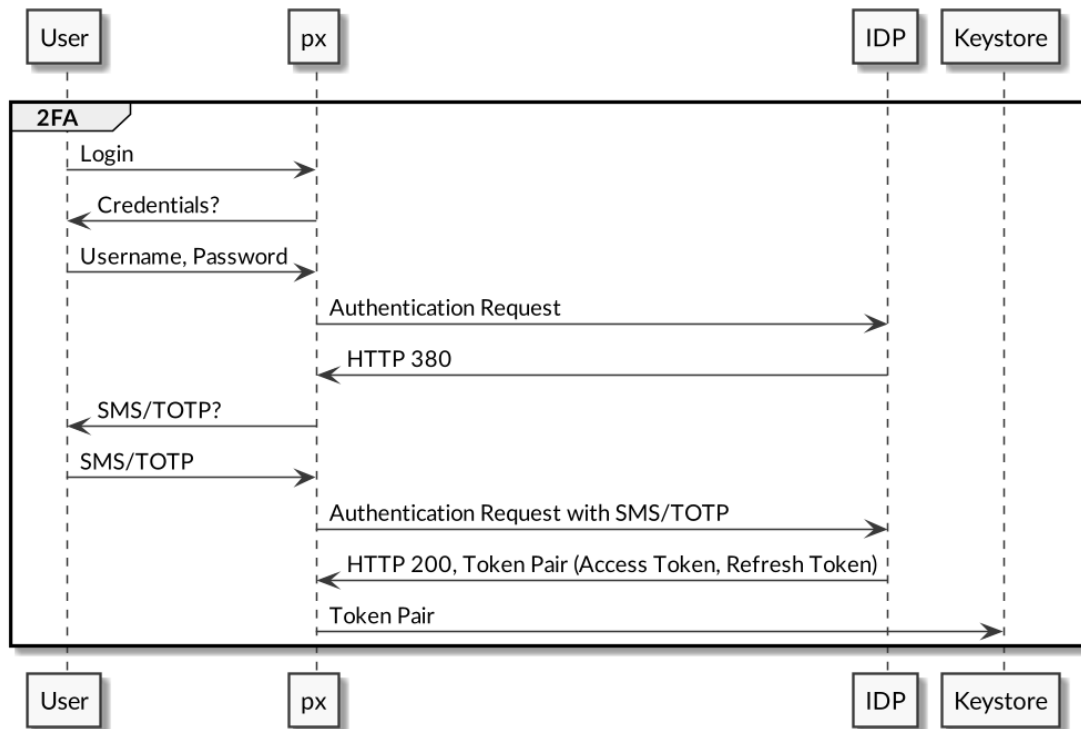 User px IDP Keystore
2FA
Login
Credentials?
Username, Password
Authentication Request
HTTP 380
SMS/TOTP?
SMS/TOTP
Authentication Request with SMS/TOTP
HTTP 200, Token Pair (Access Token, Refresh Token)
Token Pair
User px IDP Keystore